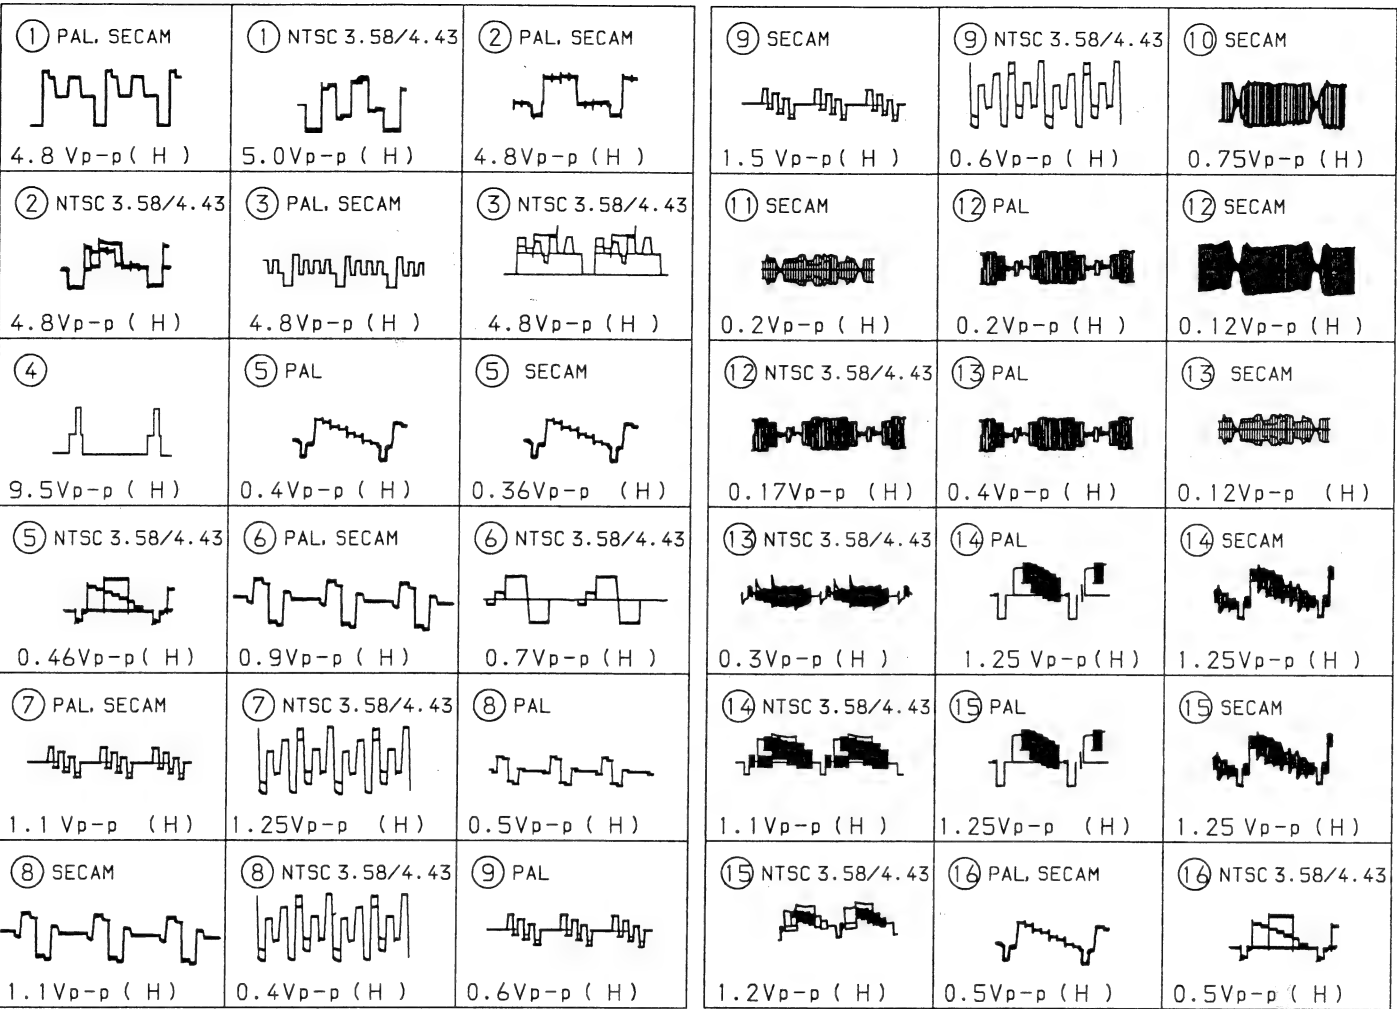 ① PAL, SECAM
4.8 Vp-p ( H )
① NTSC 3.58/4.43
5.0Vp-p ( H )
② PAL, SECAM
4.8Vp-p ( H )
② NTSC 3.58/4.43
4.8Vp-p ( H )
③ PAL, SECAM
4.8Vp-p ( H )
③ NTSC 3.58/4.43
4.8Vp-p ( H )
④
9.5Vp-p ( H )
⑤ PAL
0.4Vp-p ( H )
⑤ SECAM
0.36Vp-p (H)
⑤ NTSC 3.58/4.43
0.46Vp-p ( H )
⑥ PAL, SECAM
0.9Vp-p ( H )
⑥ NTSC 3.58/4.43
0.7Vp-p ( H )
⑦ PAL, SECAM
1.1 Vp-p (H)
⑦ NTSC 3.58/4.43
1.25Vp-p (H)
⑧ PAL
0.5Vp-p ( H )
⑧ SECAM
1.1Vp-p ( H )
⑧ NTSC 3.58/4.43
0.4Vp-p ( H )
⑨ PAL
0.6Vp-p ( H )
⑨ SECAM
1.5 Vp-p ( H )
⑨ NTSC 3.58/4.43
0.6Vp-p ( H )
⑩ SECAM
0.75Vp-p (H)
⑪ SECAM
0.2Vp-p ( H )
⑫ PAL
0.2Vp-p ( H )
⑫ SECAM
0.12Vp-p (H)
⑫ NTSC 3.58/4.43
0.17Vp-p (H)
⑬ PAL
0.4Vp-p ( H )
⑬ SECAM
0.12Vp-p (H)
⑬ NTSC 3.58/4.43
0.3Vp-p ( H )
⑭ PAL
1.25 Vp-p(H)
⑭ SECAM
1.25Vp-p ( H )
⑭ NTSC 3.58/4.43
1.1Vp-p ( H )
⑮ PAL
1.25Vp-p (H)
⑮ SECAM
1.25 Vp-p (H)
⑮ NTSC 3.58/4.43
1.2Vp-p ( H )
⑯ PAL, SECAM
0.5Vp-p ( H )
⑯ NTSC 3.58/4.43
0.5Vp-p ( H )